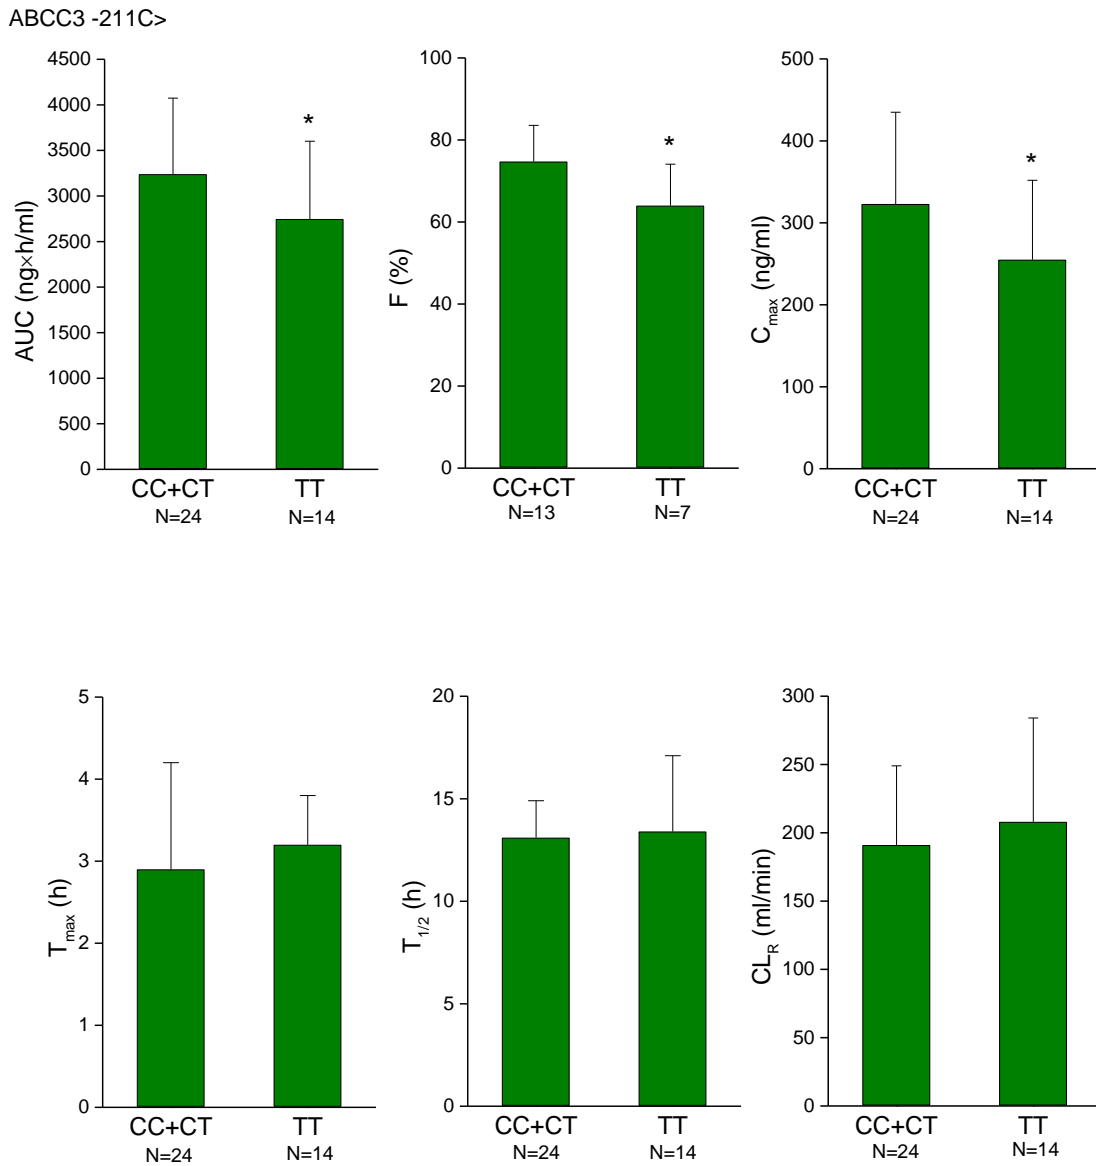 ABCC3 -211C>
4500
4000
3500
3000
2500
2000
1500
1000
500
0
AUC (ng×h/ml)
*
CC+CT TT
N=24 N=14
100
80
60
40
20
0
F (%)
*
CC+CT TT
N=13 N=7
500
400
300
200
100
0
Cmax (ng/ml)
*
CC+CT TT
N=24 N=14
5
4
3
2
1
0
Tmax (h)
CC+CT TT
N=24 N=14
20
15
10
5
0
T1/2 (h)
CC+CT TT
N=24 N=14
300
250
200
150
100
50
0
CLR (ml/min)
CC+CT TT
N=24 N=14